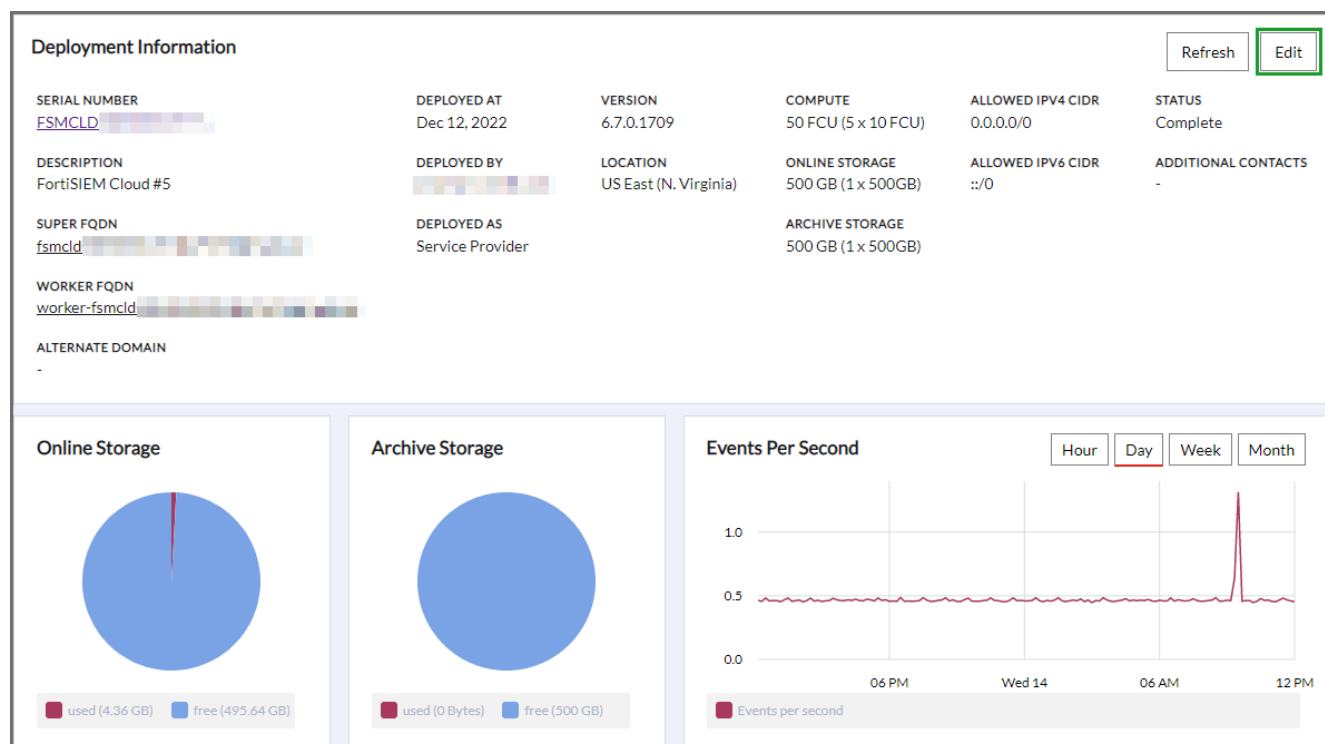 Deployment Information
Refresh
Edit
SERIAL NUMBER
DEPLOYED AT
VERSION
COMPUTE
ALLOWED IPV4 CIDR
STATUS
FSMCLD
Dec 12, 2022
6.7.0.1709
50 FCU (5 x 10 FCU)
0.0.0.0/0
Complete
DESCRIPTION
DEPLOYED BY
LOCATION
ONLINE STORAGE
ALLOWED IPV6 CIDR
ADDITIONAL CONTACTS
FortiSIEM Cloud #5
US East (N. Virginia)
500 GB (1 x 500GB)
::/0
-
SUPER FQDN
DEPLOYED AS
ARCHIVE STORAGE
fsmcld
Service Provider
500 GB (1 x 500GB)
WORKER FQDN
worker-fsmcld
ALTERNATE DOMAIN
-
Online Storage
used (4.36 GB)
free (495.64 GB)
Archive Storage
used (0 Bytes)
free (500 GB)
Events Per Second
Hour
Day
Week
Month
1.0
0.5
0.0
06 PM
Wed 14
06 AM
12 PM
Events per second